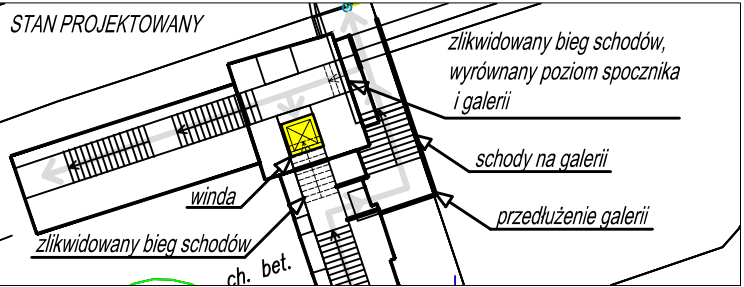 STAN PROJEKTOWANY
zlikwidowany bieg schodów,
wyrównany poziom spocznika
i galerii
schody na galerii
winda
przedłużenie galerii
zlikwidowany bieg schodów
ch. bet.